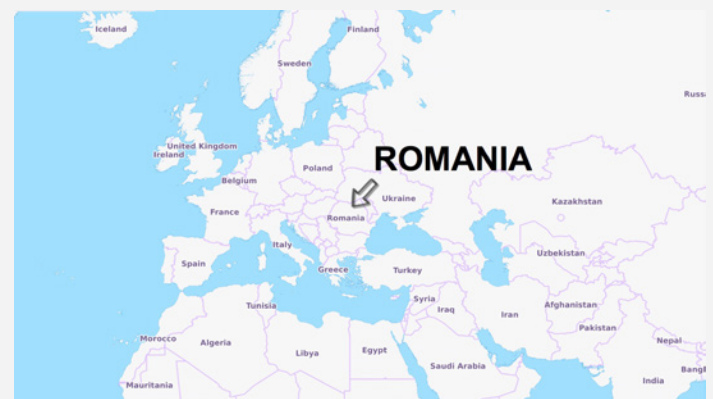 Iceland
Finland
Sweden
Russ
United Kingdom
Ireland
ROMANIA
Poland
Belgium
Ukraine
Kazakhstan
France
Romania
Italy
Uzbekistan
Spain
Greece
Turkey
Syria
Afghanistan
Tunisia
Iraq
Iran
Pakistan
Morocco
Algeria
Nepal
Libya
Egypt
Saudi Arabia
Bangl
India
Mauritania